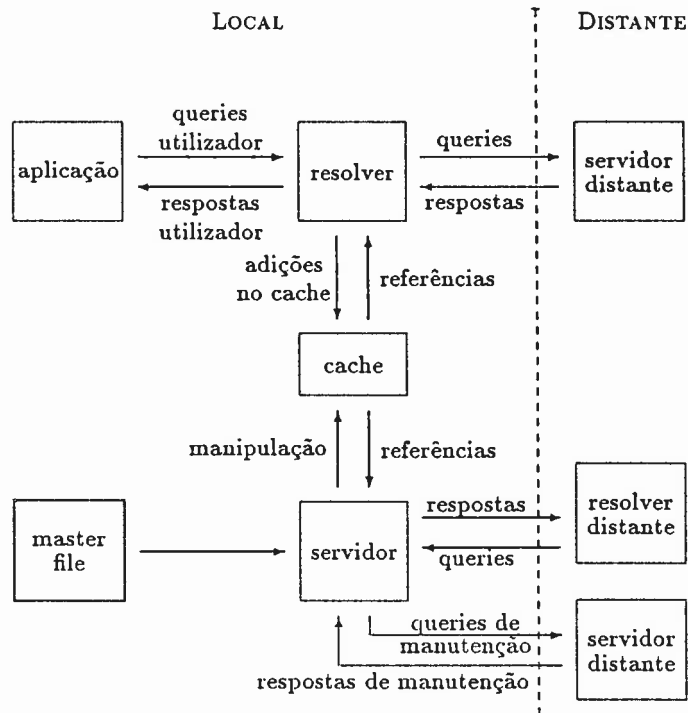 LOCAL
DISTANTE
queries
utilizador
queries
aplicação
resolver
servidor
distante
respostas
utilizador
respostas
adições
no cache
referências
cache
manipulação
referências
master
file
servidor
respostas
queries
resolver
distante
queries de
manutenção
respostas de manutenção
servidor
distante